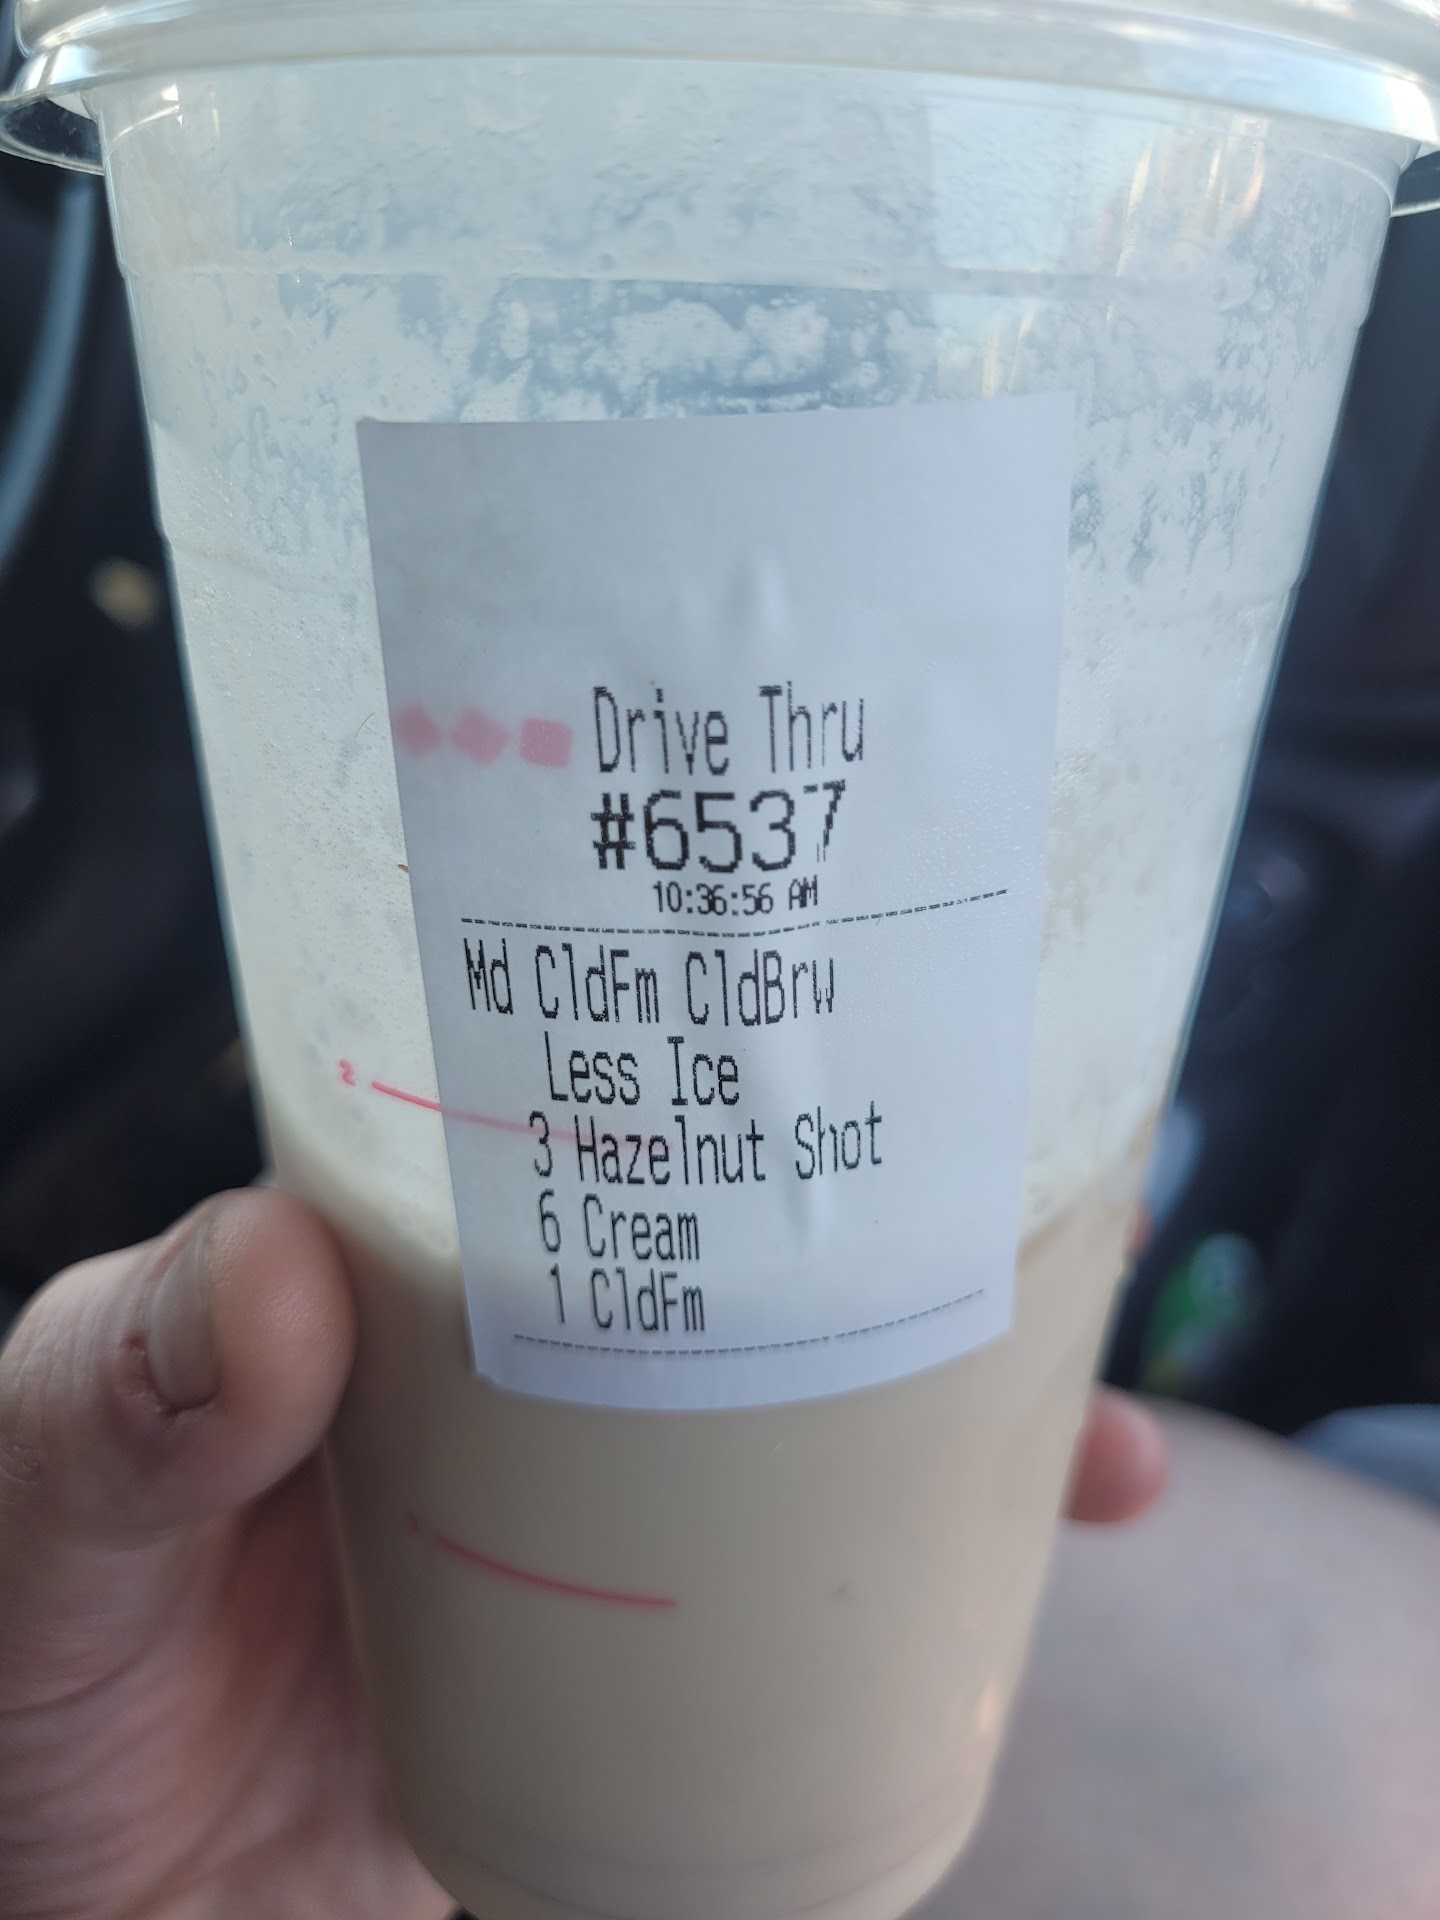 Drive Thru
#6537
10:36:56 AM
Md CldFm CldBrw
Less Ice
2
3 Hazelnut Shot
6 Cream
1 CldFm